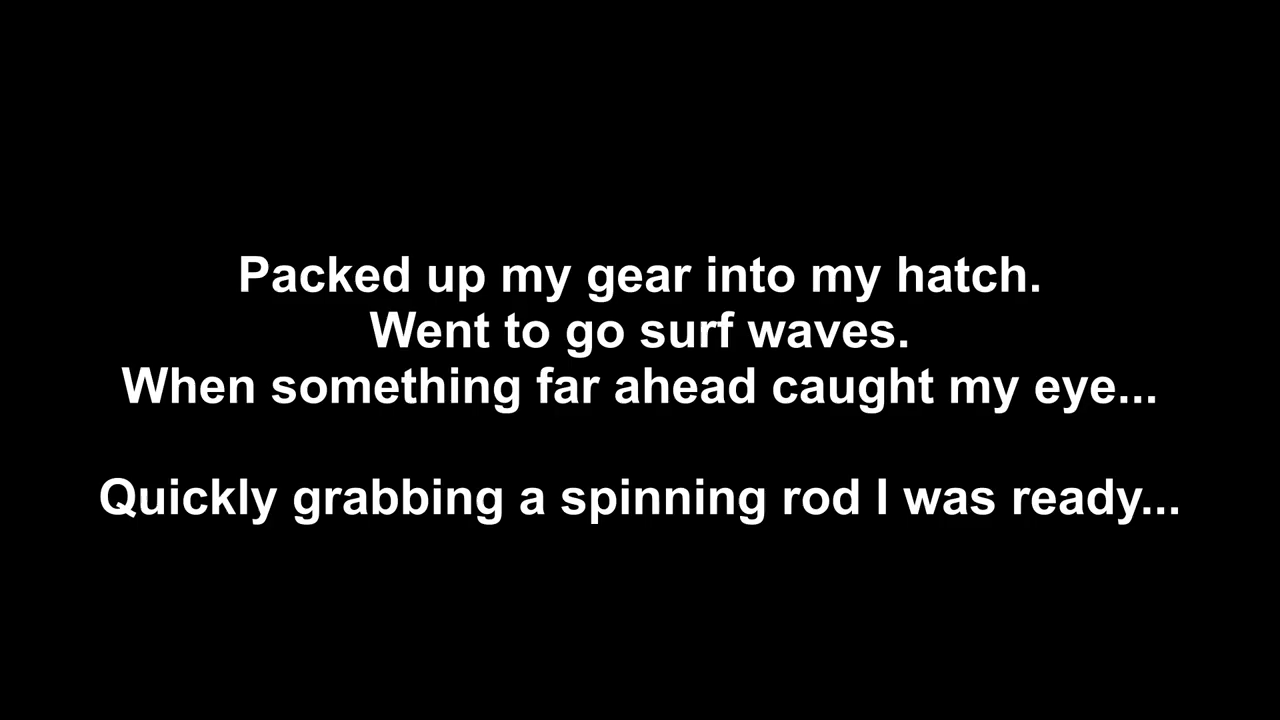 Packed up my gear into my hatch.
Went to go surf waves.
When something far ahead caught my eye...
Quickly grabbing a spinning rod I was ready...